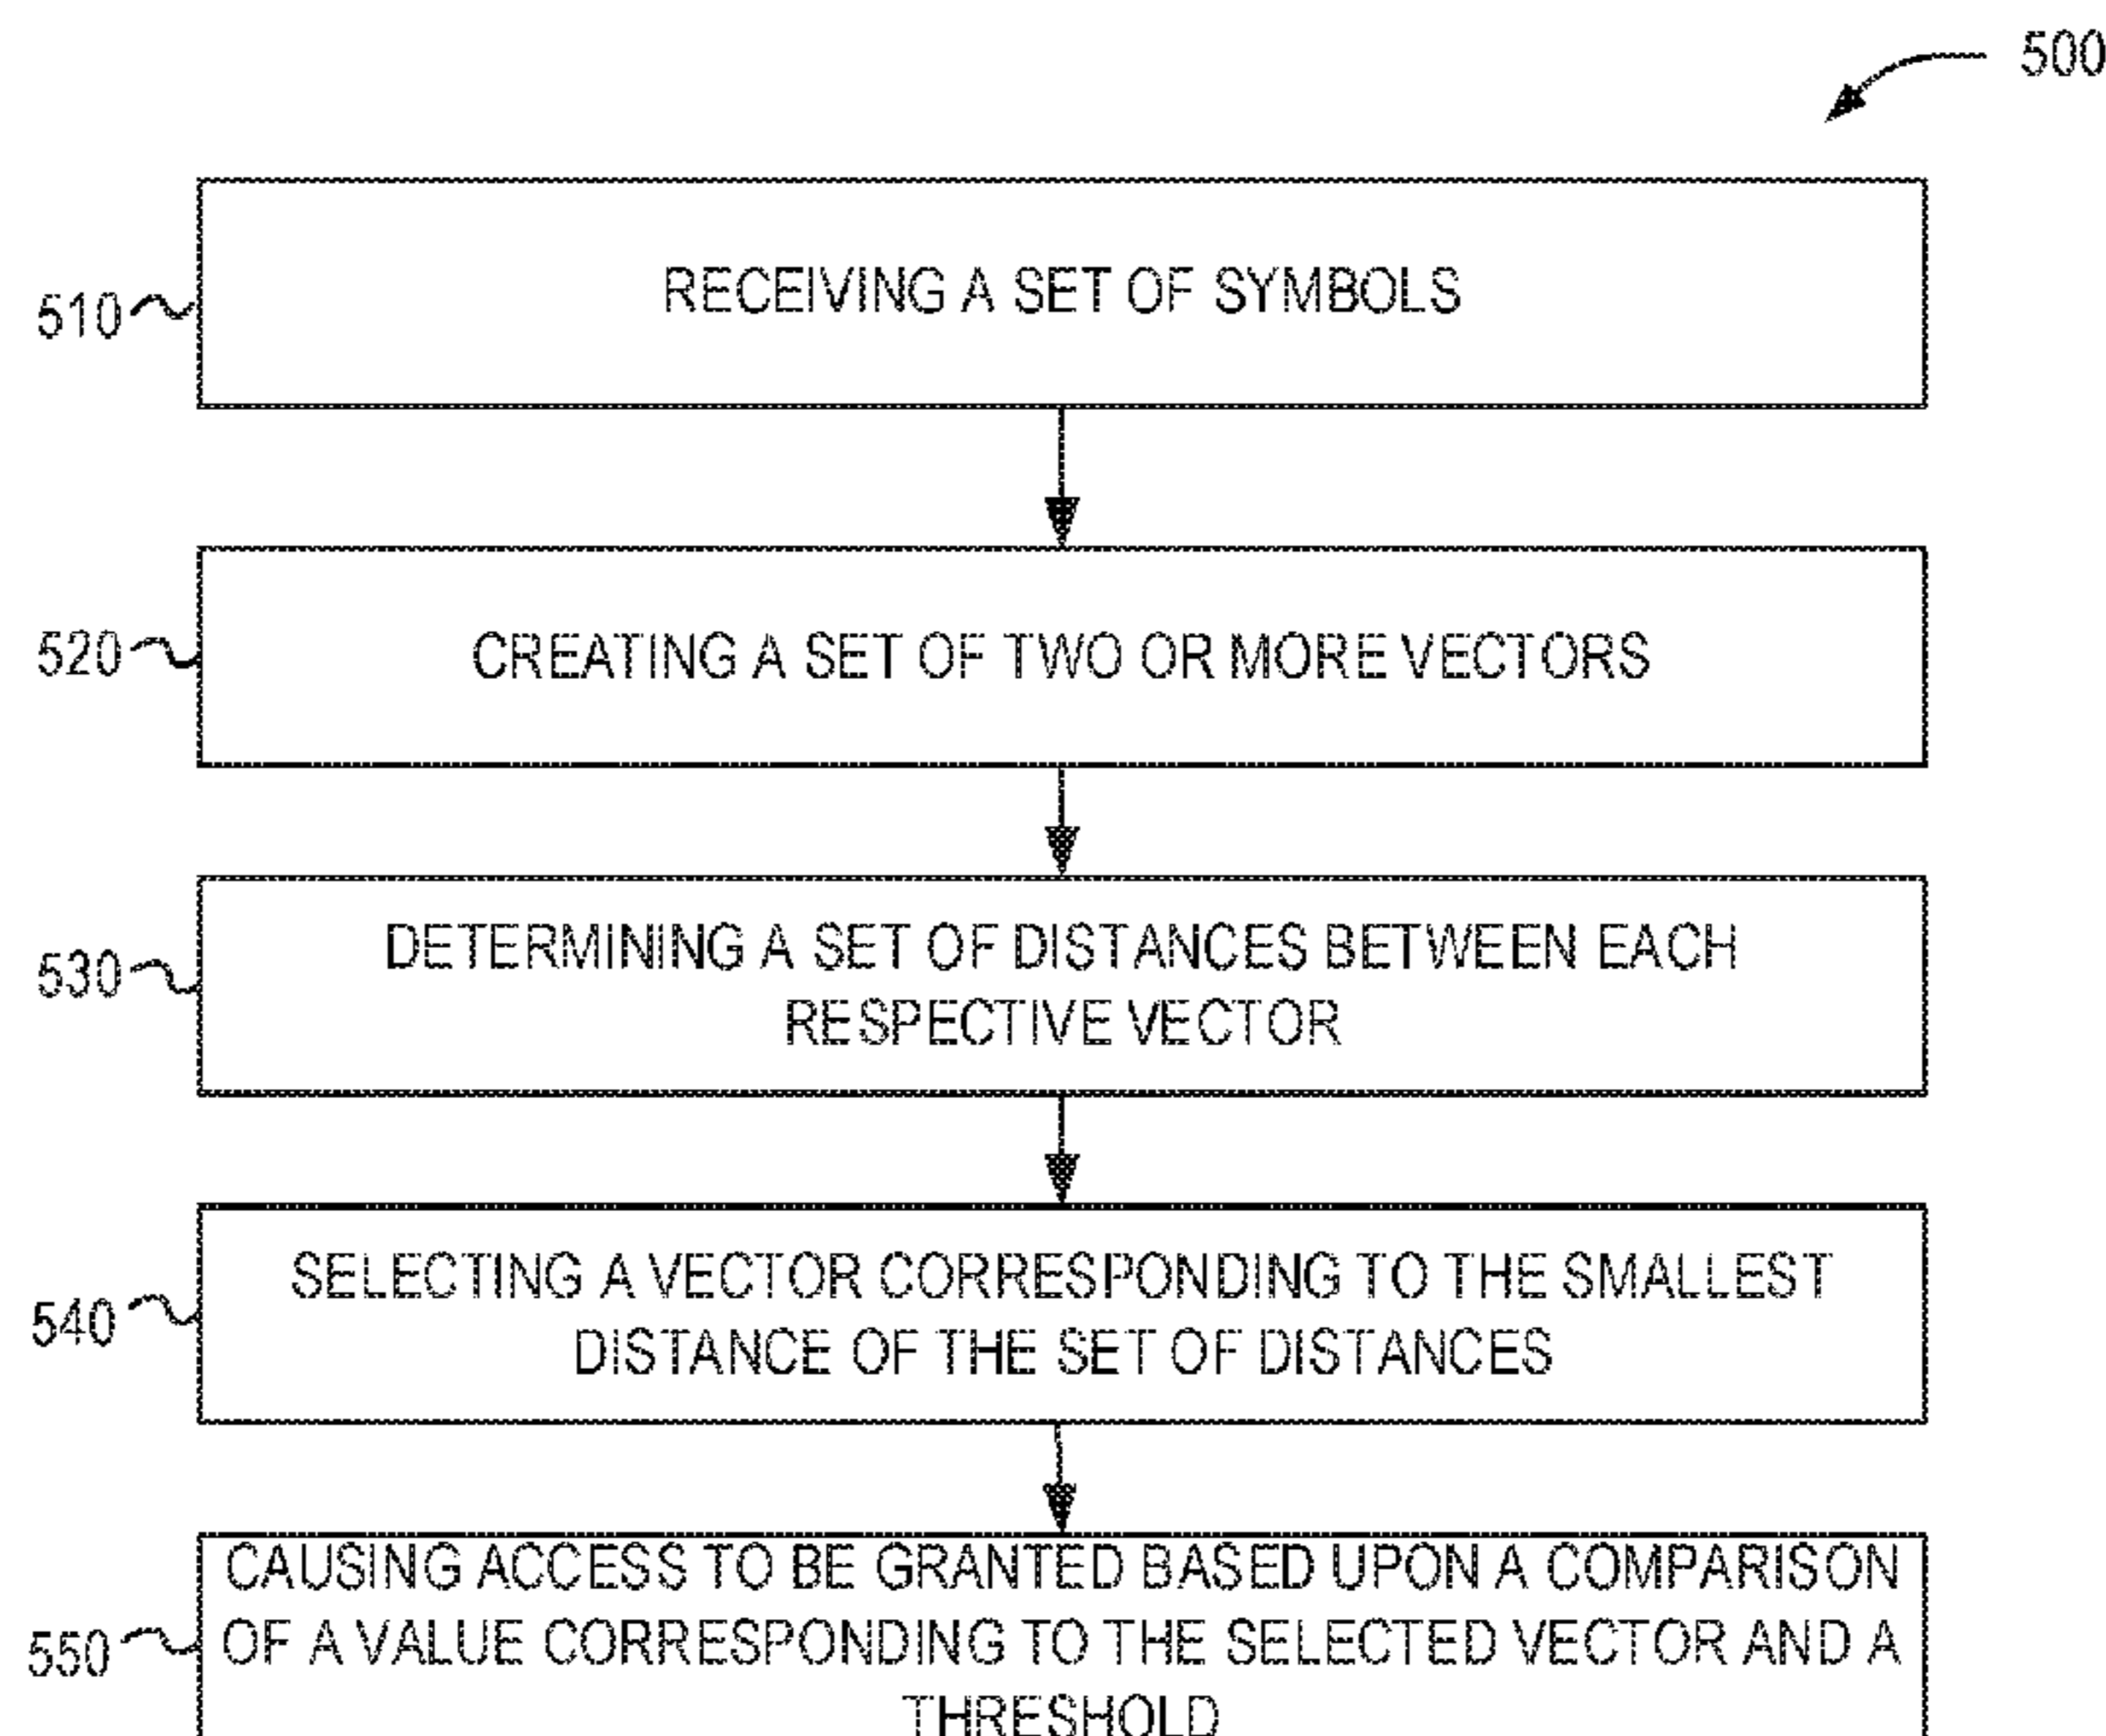 500
510
RECEIVING A SET OF SYMBOLS
520
CREATING A SET OF TWO OR MORE VECTORS
530
DETERMINING A SET OF DISTANCES BETWEEN EACH
RESPECTIVE VECTOR
540
SELECTING A VECTOR CORRESPONDING TO THE SMALLEST
DISTANCE OF THE SET OF DISTANCES
550
CAUSING ACCESS TO BE GRANTED BASED UPON A COMPARISON
OF A VALUE CORRESPONDING TO THE SELECTED VECTOR AND A
THRESHOLD